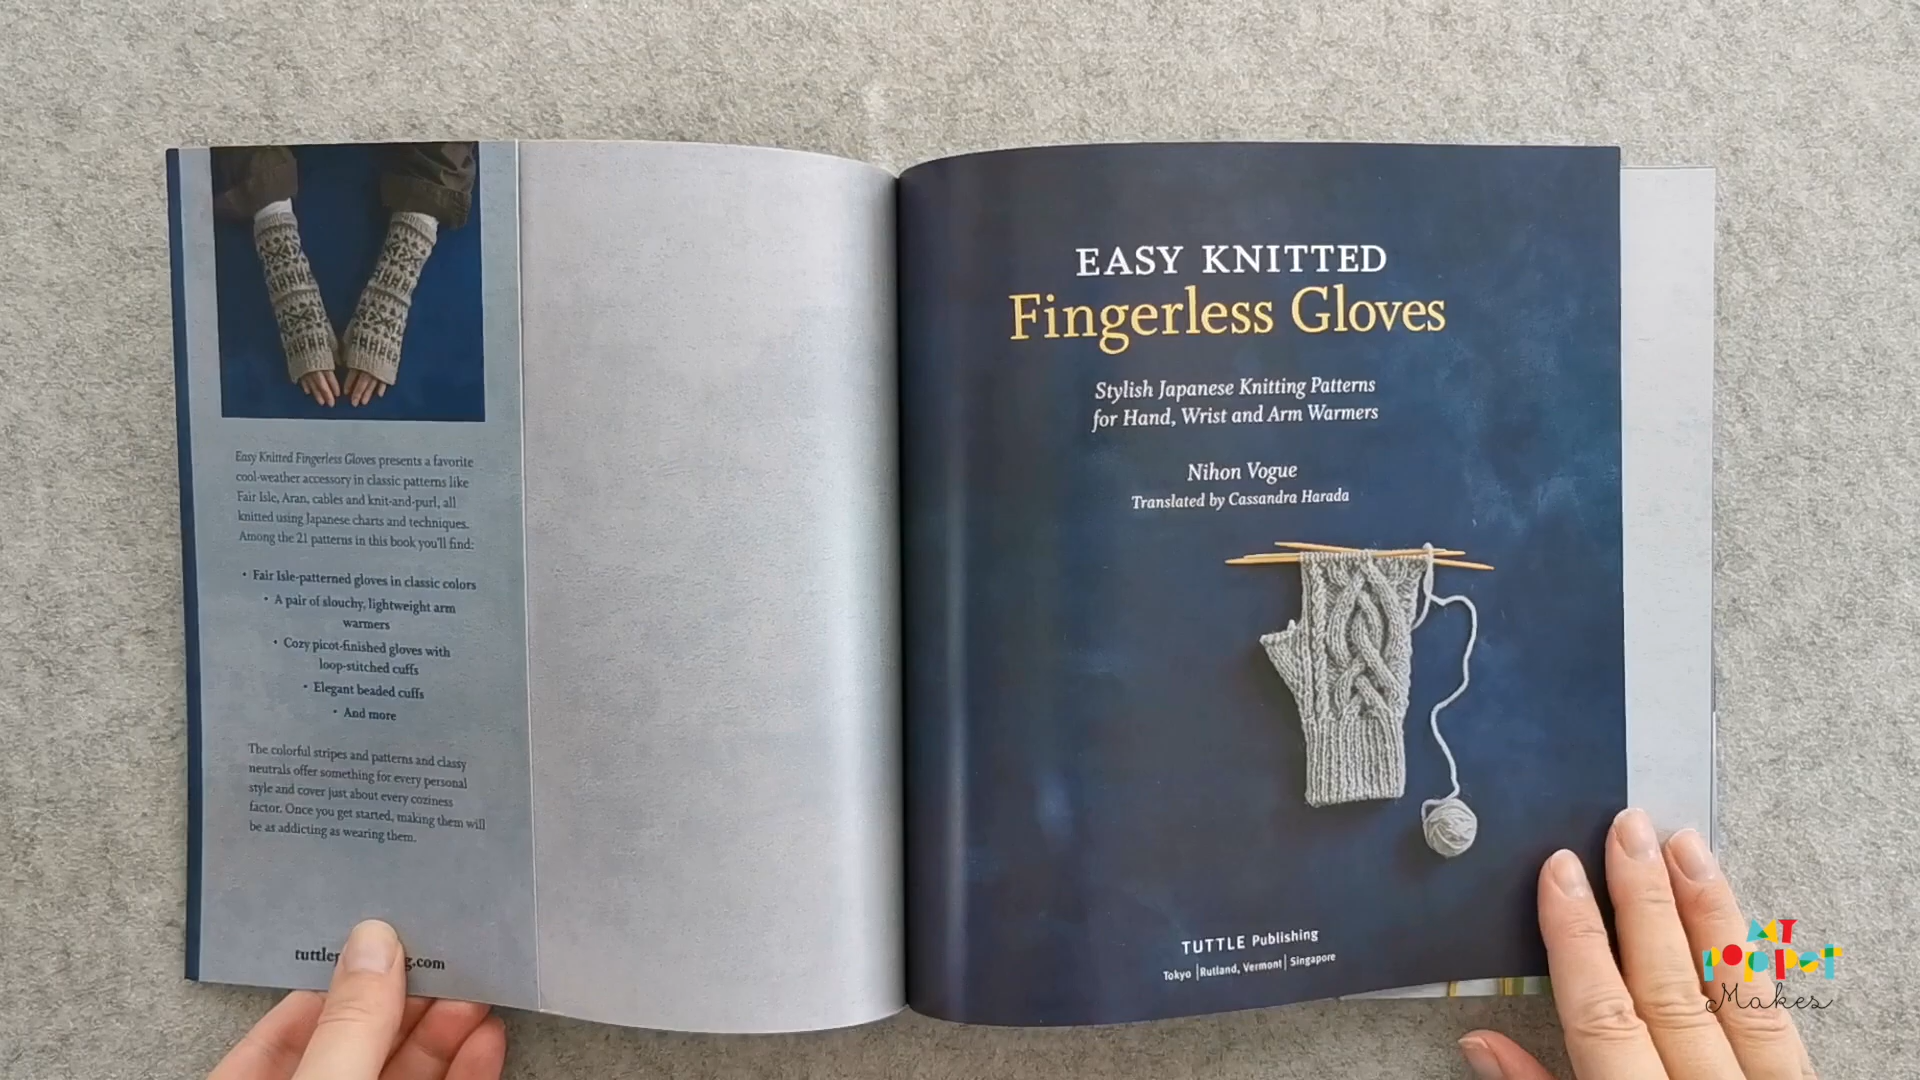 Easy Knitted Fingerless Gloves presents a favorite
cool-weather accessory in classic patterns like
Fair Isle, Aran, cables and knit-and-purl, all
knitted using Japanese charts and techniques.
Among the 21 patterns in this book you'll find:
• Fair Isle-patterned gloves in classic colors
• A pair of slouchy, lightweight arm
warmers
• Cozy picot-finished gloves with
loop-stitched cuffs
• Elegant beaded cuffs
• And more
The colorful stripes and patterns and classy
neutrals offer something for every personal
style and cover just about every coziness
factor. Once you get started, making them will
be as addicting as wearing them.
EASY KNITTED
Fingerless Gloves
Stylish Japanese Knitting Patterns
for Hand, Wrist and Arm Warmers
Nihon Vogue
Translated by Cassandra Harada
TUTTLE Publishing
Tokyo | Rutland, Vermont | Singapore
MY
POPPET
Makes